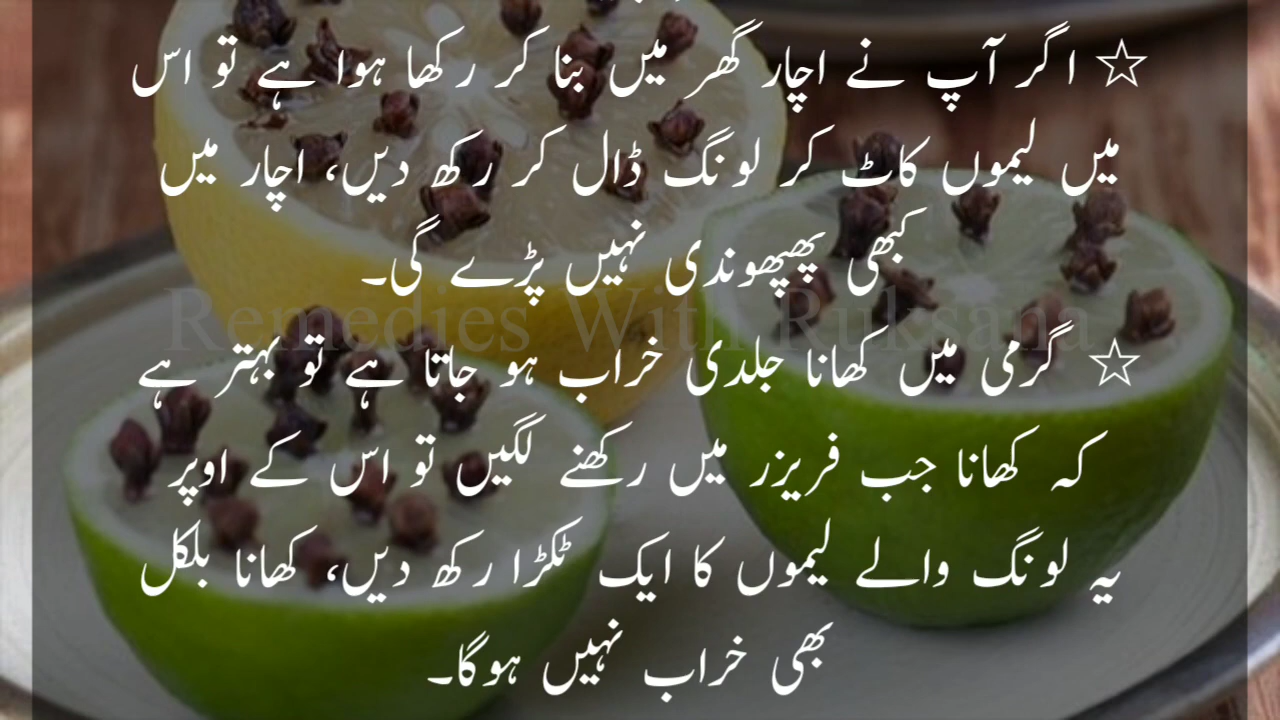 ☆ اگر آپ نے اچار گھر میں بنا کر رکھا ہوا ہے تو اس
میں لیموں کاٹ کر لونگ ڈال کر رکھ دیں، اچار میں
کبھی پھپھوندی نہیں پڑے گی۔
Remedies With Ruksana
☆ گرمی میں کھانا جلدی خراب ہو جاتا ہے تو بہتر ہے
کہ کھانا جب فریزر میں رکھنے لگیں تو اس کے اوپر
یہ لونگ والے لیموں کا ایک ٹکڑا رکھ دیں، کھانا بلکل
بھی خراب نہیں ہوگا۔